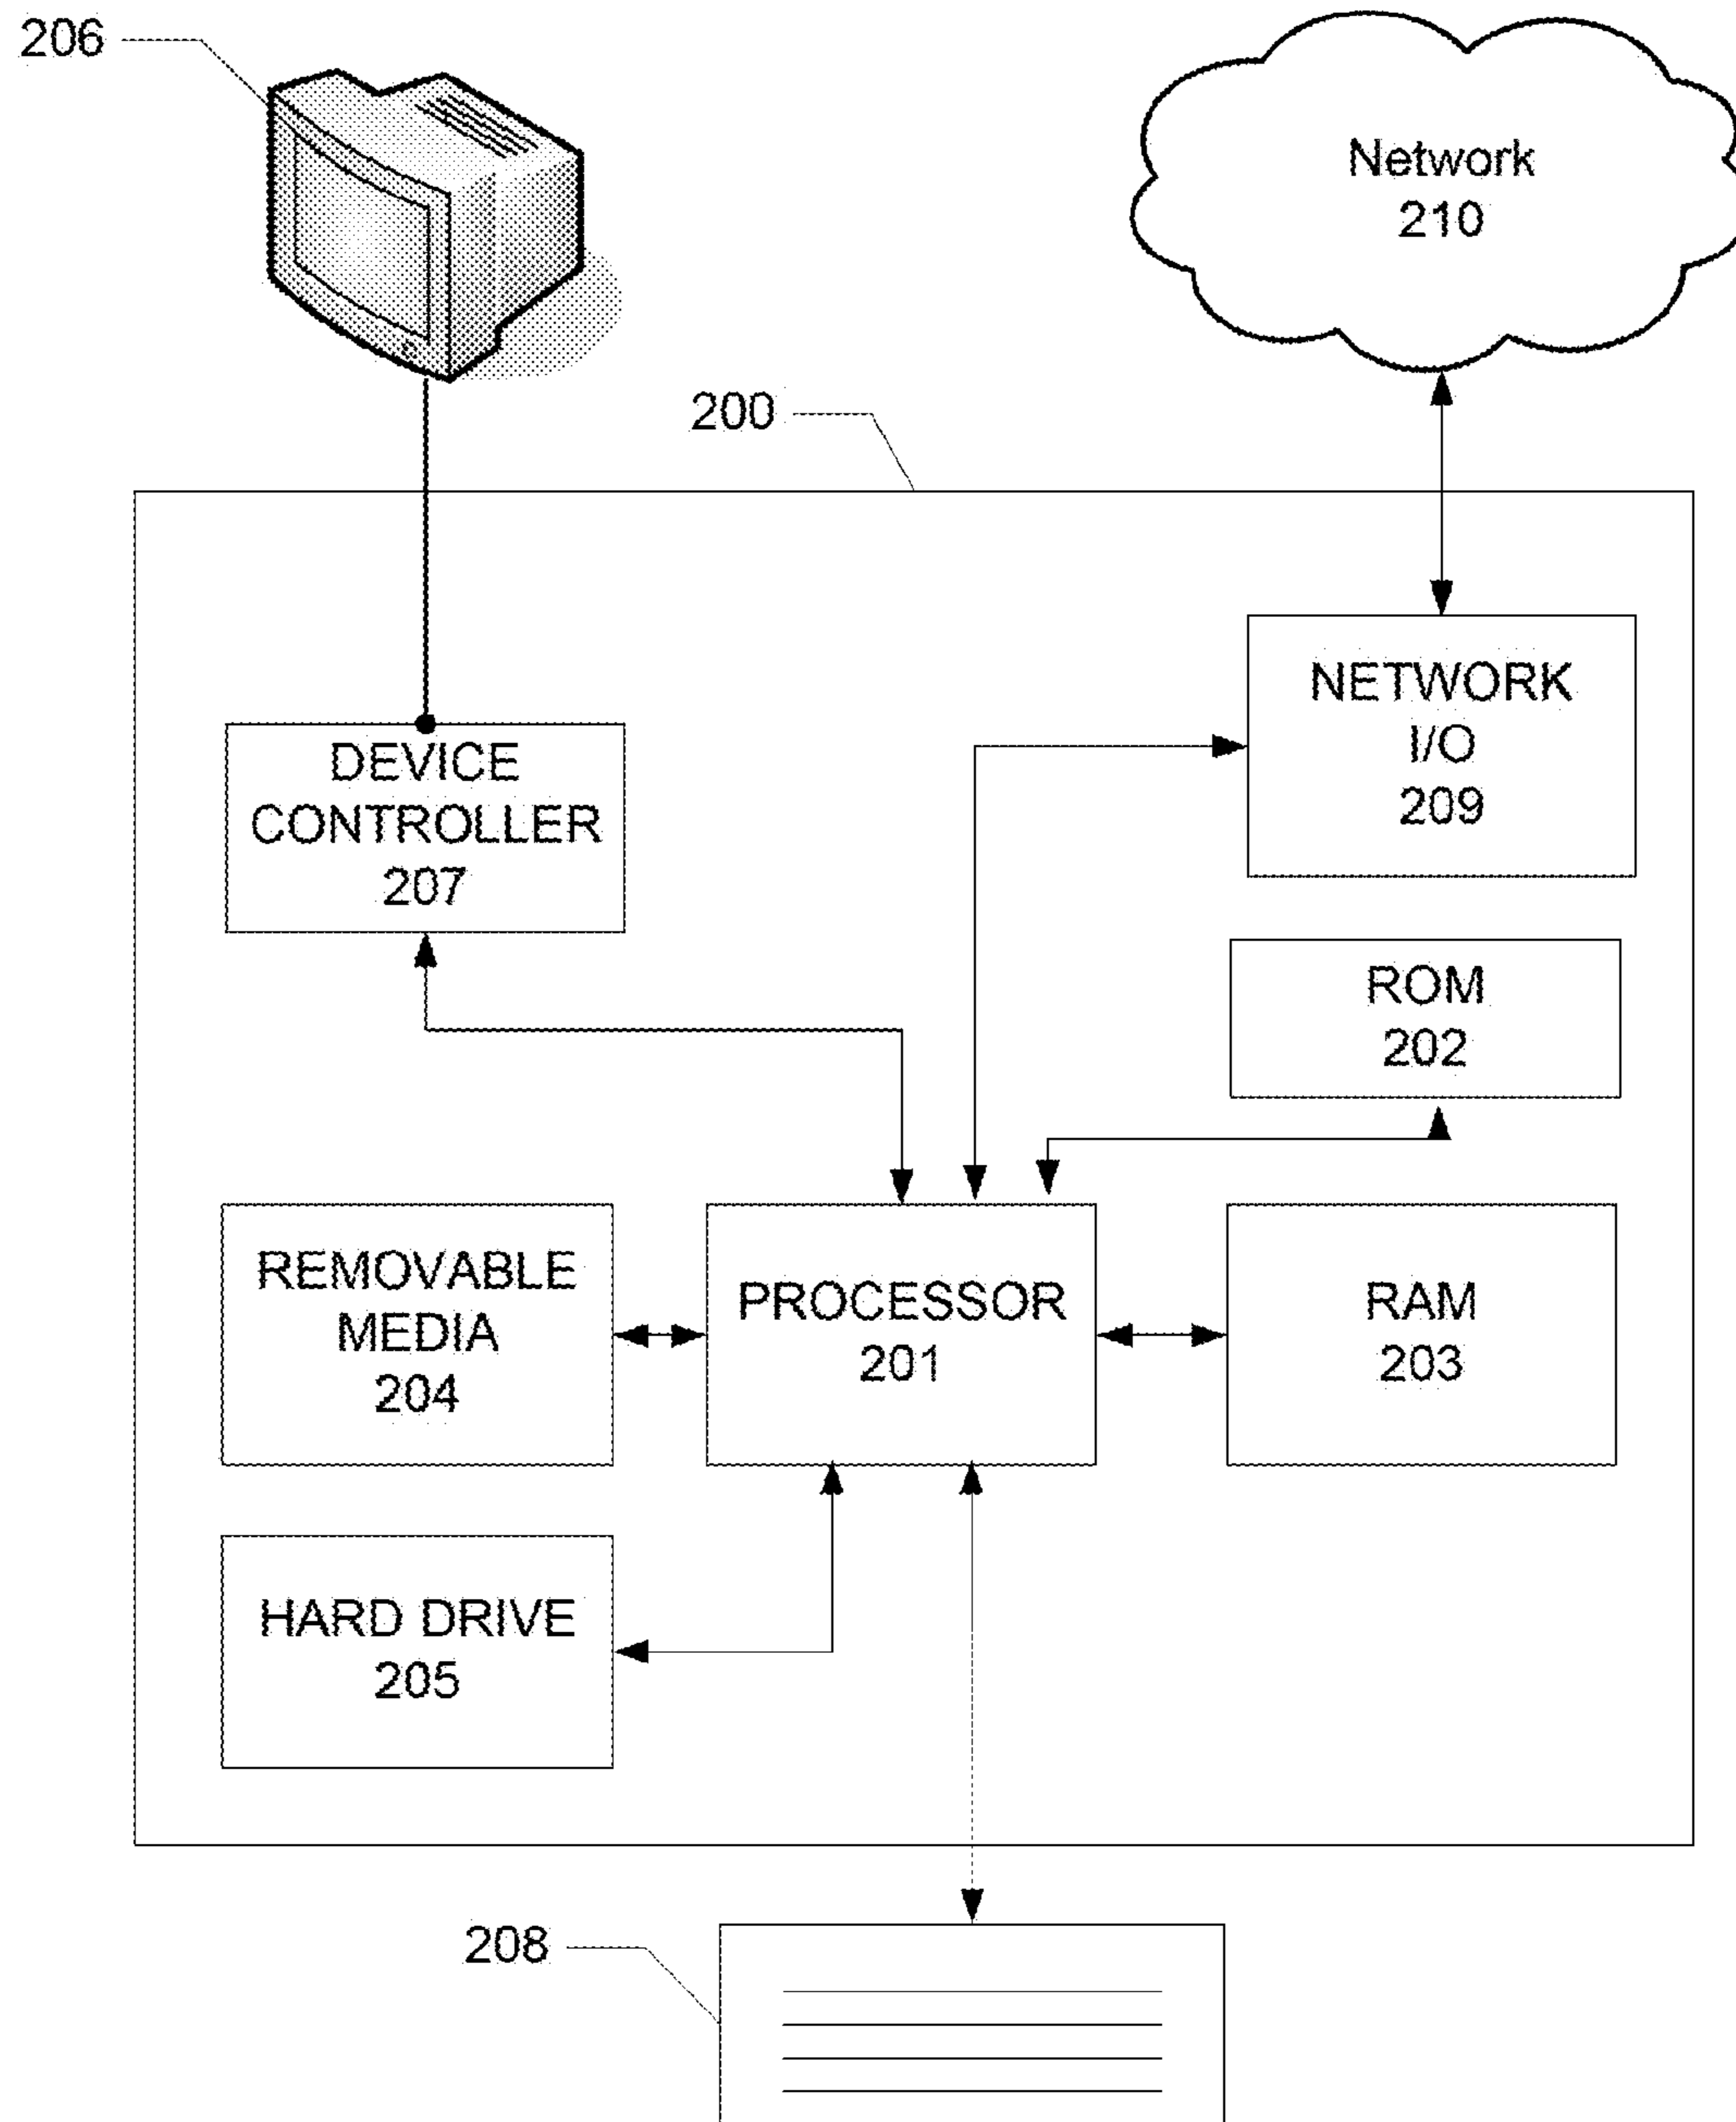 206
Network
210
200
NETWORK
I/O
209
DEVICE
CONTROLLER
207
ROM
202
REMOVABLE
MEDIA
204
PROCESSOR
201
RAM
203
HARD DRIVE
205
208